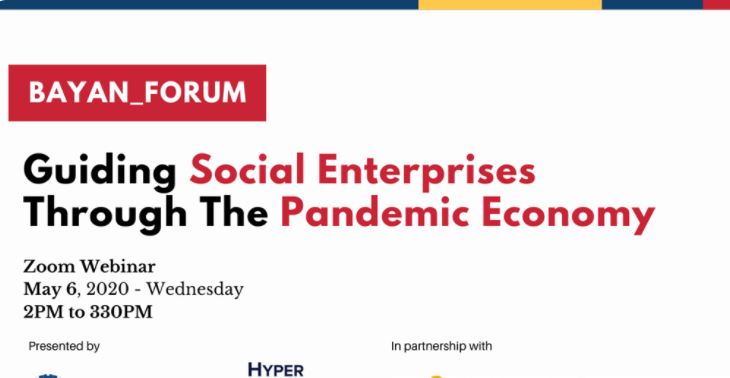 BAYAN_FORUM
Guiding Social Enterprises
Through The Pandemic Economy
Zoom Webinar
May 6, 2020 - Wednesday
2PM to 330PM
Presented by
In partnership with
HYPER